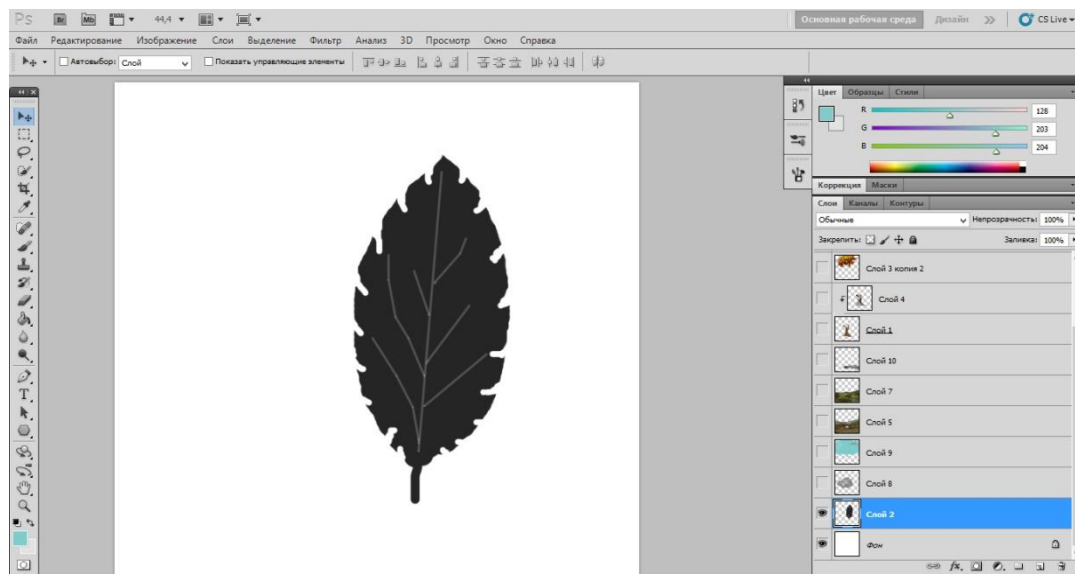 Ps Br Mb 44,4 Основная рабочая среда Дизайн >> CS Live
Файл Редактирование Изображение Слои Выделение Фильтр Анализ 3D Просмотр Окно Справка
Автовыбор: Слой Показать управляющие элементы
Цвет Образцы Стили
R 128
G 203
B 204
Коррекция Маски
Слои Каналы Контуры
Обычные Непрозрачность: 100%
Закрепить: Заливка: 100%
Слой 3 копия 2
Слой 4
Слой 1
Слой 10
Слой 7
Слой 5
Слой 9
Слой 8
Слой 2
Фон
fx